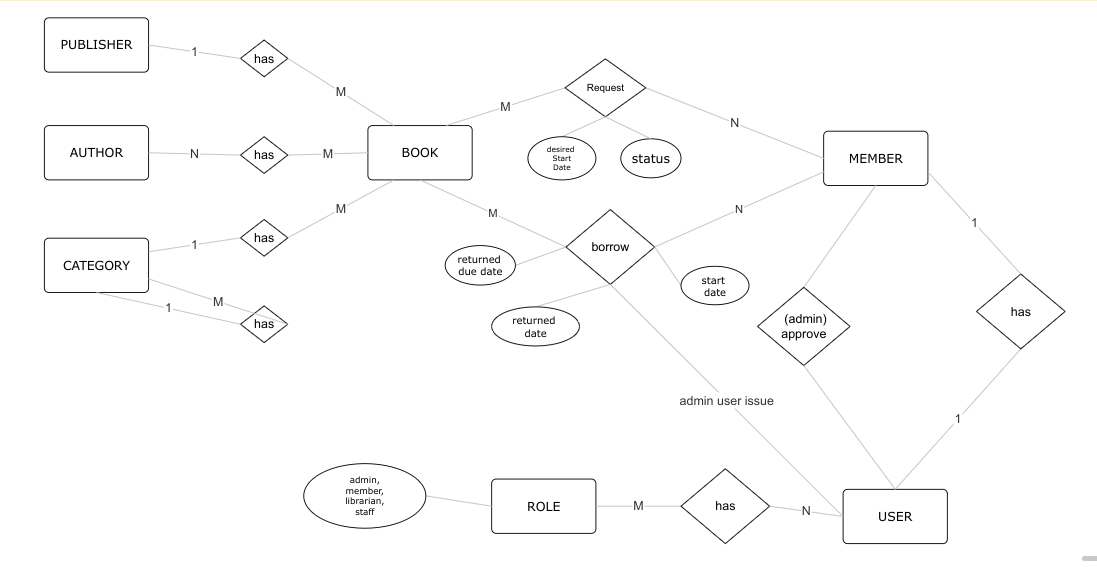 PUBLISHER
1
has
M
Request
M
N
desired
Start
Date
status
AUTHOR
N
has
M
BOOK
MEMBER
M
1
has
M
N
1
CATEGORY
borrow
returned
due date
start
date
M
1
has
returned
date
(admin)
approve
has
admin user issue
1
admin,
member,
librarian,
staff
ROLE
M
has
N
USER